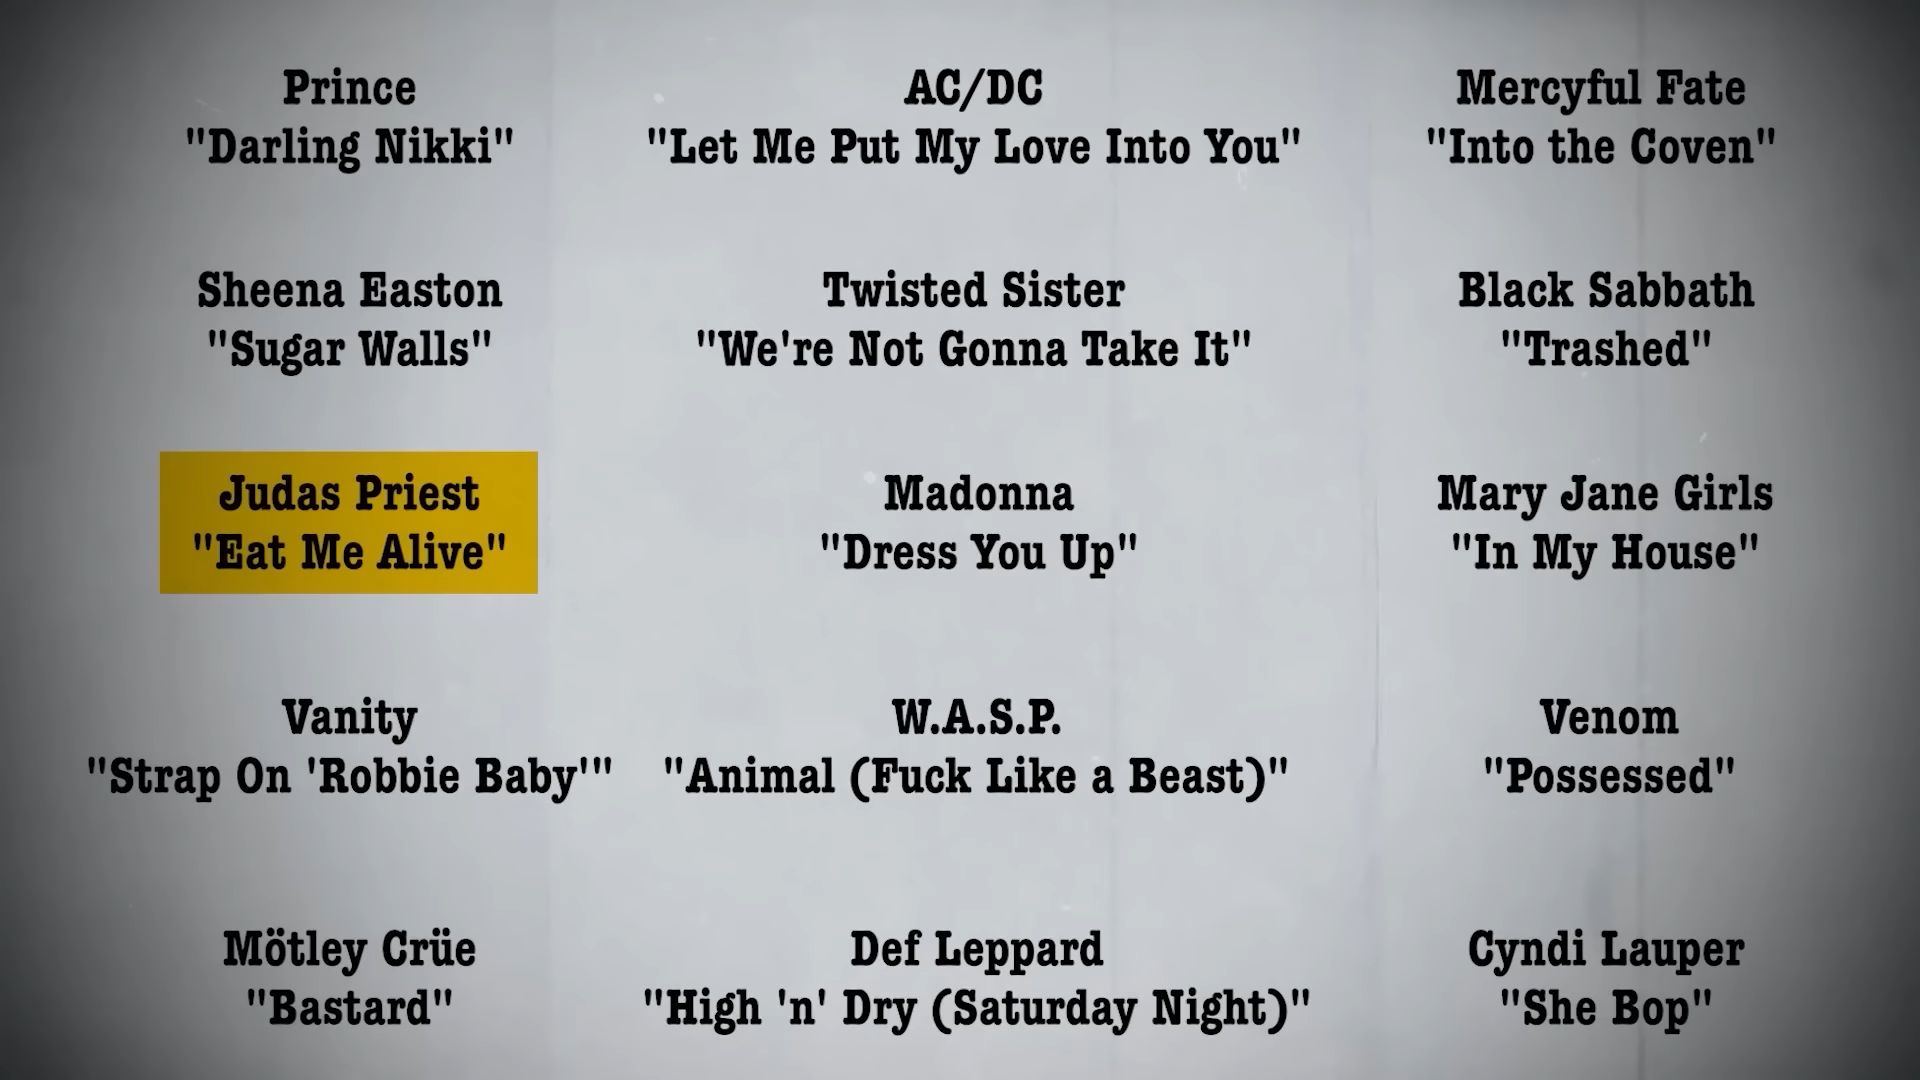 Prince
"Darling Nikki"
AC/DC
"Let Me Put My Love Into You"
Mercyful Fate
"Into the Coven"
Sheena Easton
"Sugar Walls"
Twisted Sister
"We're Not Gonna Take It"
Black Sabbath
"Trashed"
Judas Priest
"Eat Me Alive"
Madonna
"Dress You Up"
Mary Jane Girls
"In My House"
Vanity
"Strap On 'Robbie Baby'"
W.A.S.P.
"Animal (Fuck Like a Beast)"
Venom
"Possessed"
Mötley Crüe
"Bastard"
Def Leppard
"High 'n' Dry (Saturday Night)"
Cyndi Lauper
"She Bop"